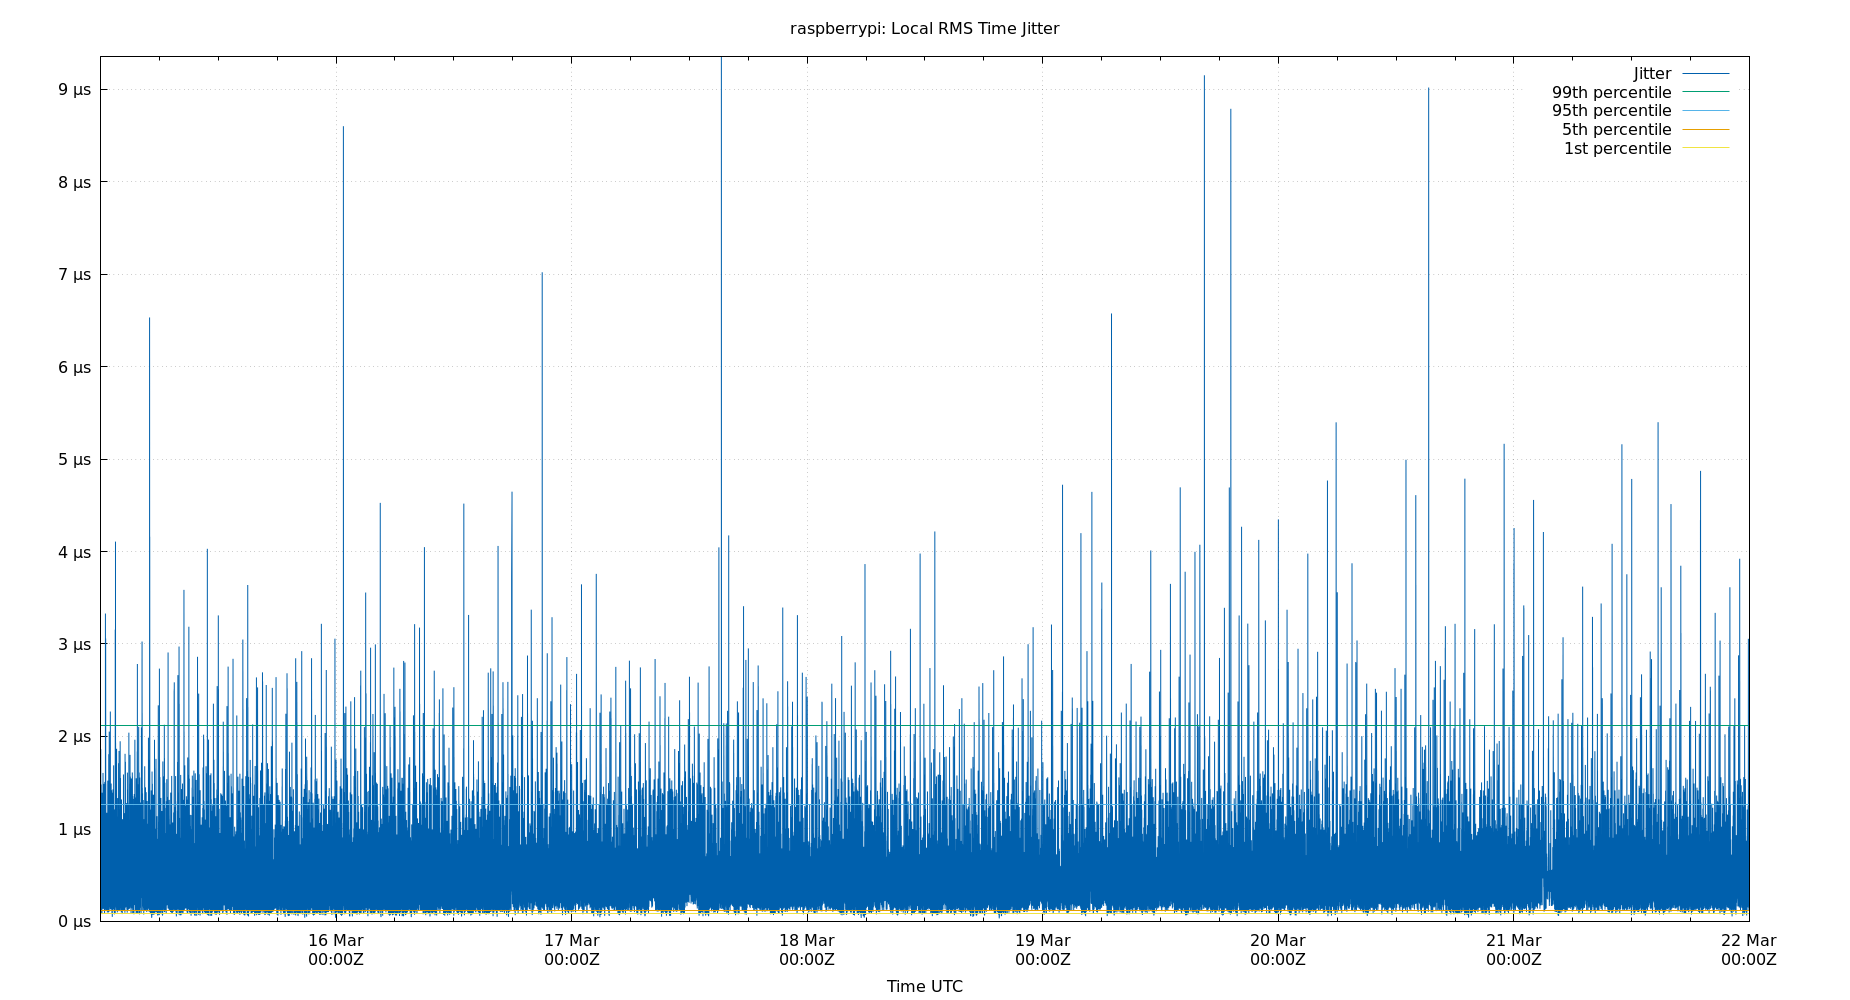 raspberrypi: Local RMS Time Jitter
Jitter
99th percentile
95th percentile
5th percentile
1st percentile
9 µs
8 µs
7 µs
6 µs
5 µs
4 µs
3 µs
2 µs
1 µs
0 µs
16 Mar 17 Mar 18 Mar 19 Mar 20 Mar 21 Mar 22 Mar
00:00Z 00:00Z 00:00Z 00:00Z 00:00Z 00:00Z 00:00Z
Time UTC